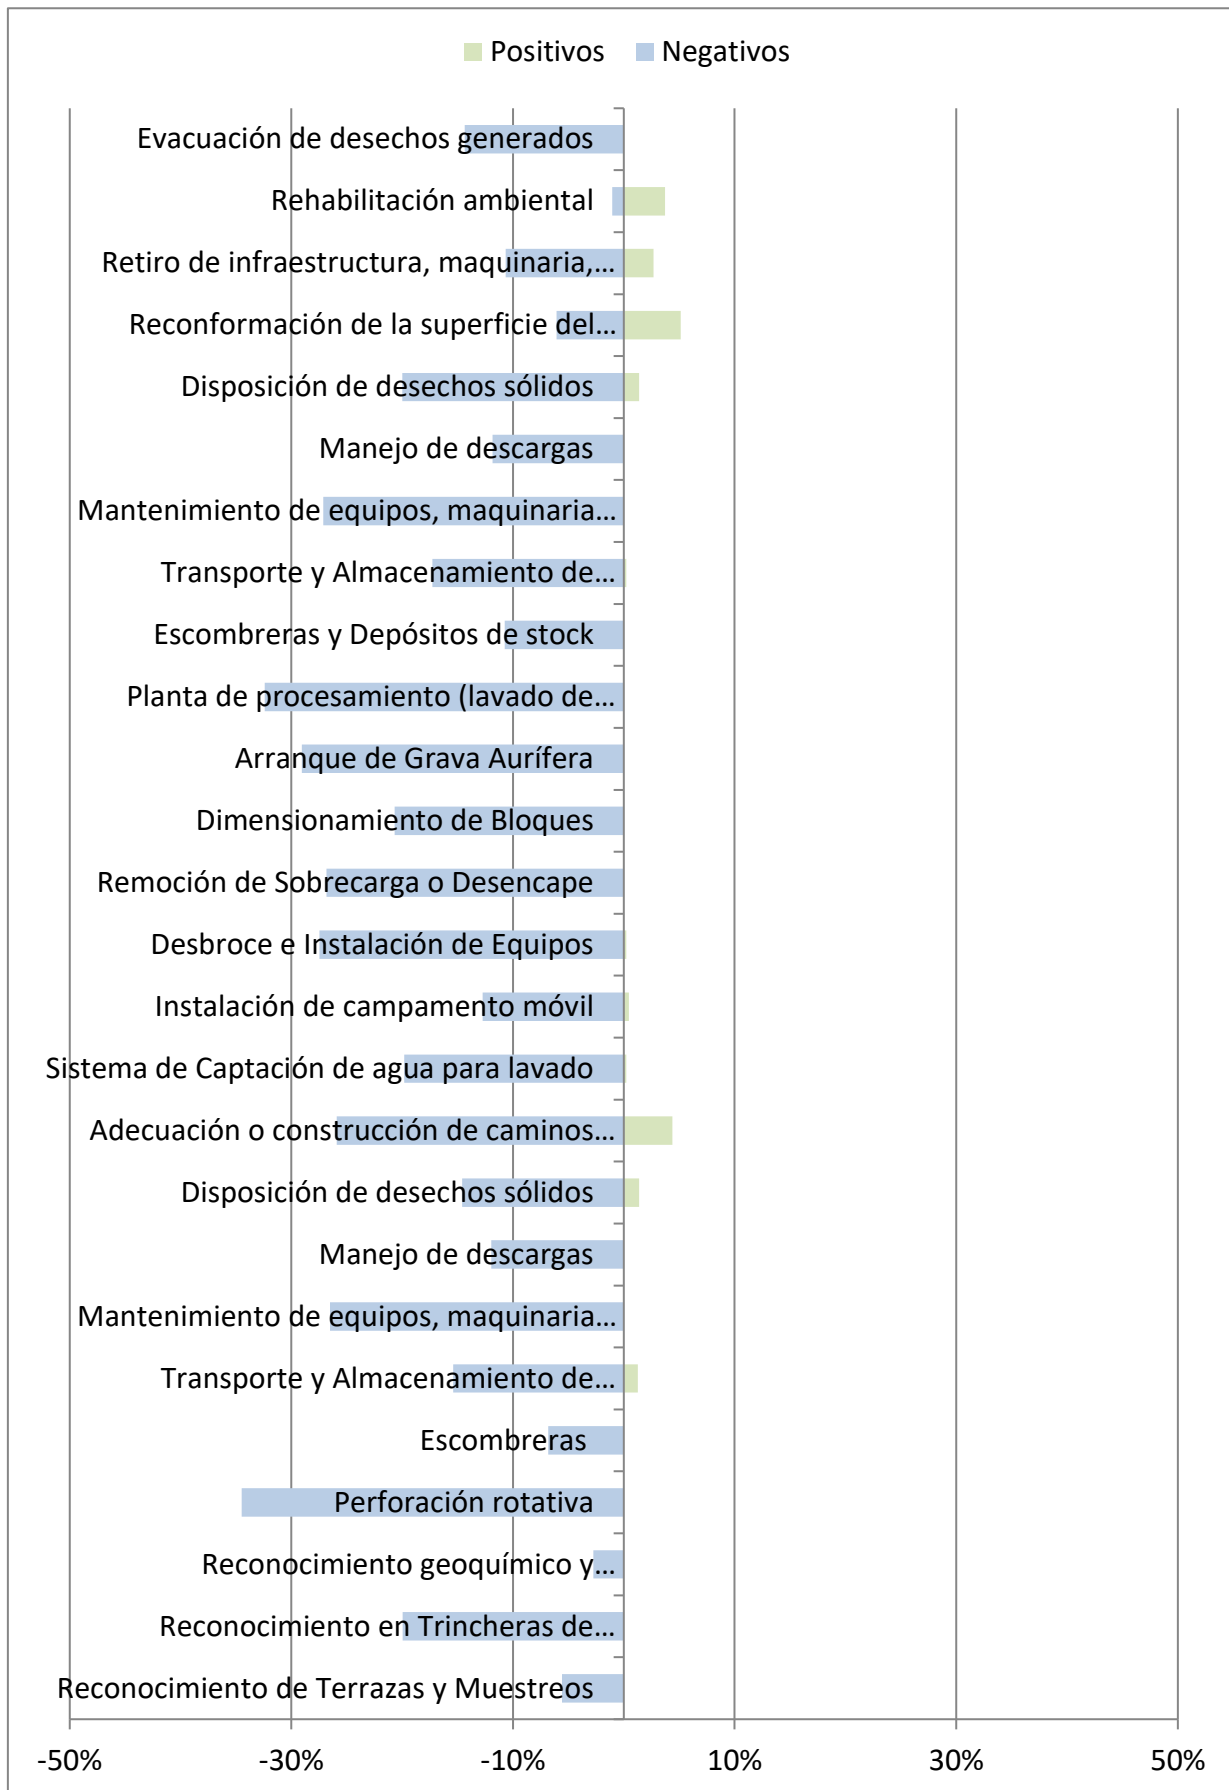 Positivos Negativos
Evacuación de desechos generados
Rehabilitación ambiental
Retiro de infraestructura, maquinaria,...
Reconformación de la superficie del...
Disposición de desechos sólidos
Manejo de descargas
Mantenimiento de equipos, maquinaria...
Transporte y Almacenamiento de...
Escombreras y Depósitos de stock
Planta de procesamiento (lavado de...
Arranque de Grava Aurífera
Dimensionamiento de Bloques
Remoción de Sobrecarga o Desencape
Desbroce e Instalación de Equipos
Instalación de campamento móvil
Sistema de Captación de agua para lavado
Adecuación o construcción de caminos...
Disposición de desechos sólidos
Manejo de descargas
Mantenimiento de equipos, maquinaria...
Transporte y Almacenamiento de...
Escombreras
Perforación rotativa
Reconocimiento geoquímico y...
Reconocimiento en Trincheras de...
Reconocimiento de Terrazas y Muestreos
-50% -30% -10% 10% 30% 50%